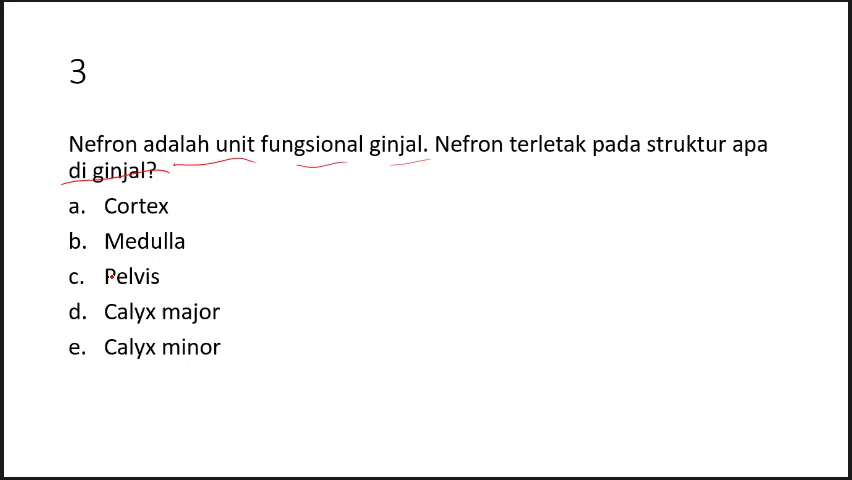 3
Nefron adalah unit fungsional ginjal. Nefron terletak pada struktur apa
di ginjal?
a. Cortex
b. Medulla
c. Pelvis
d. Calyx major
e. Calyx minor